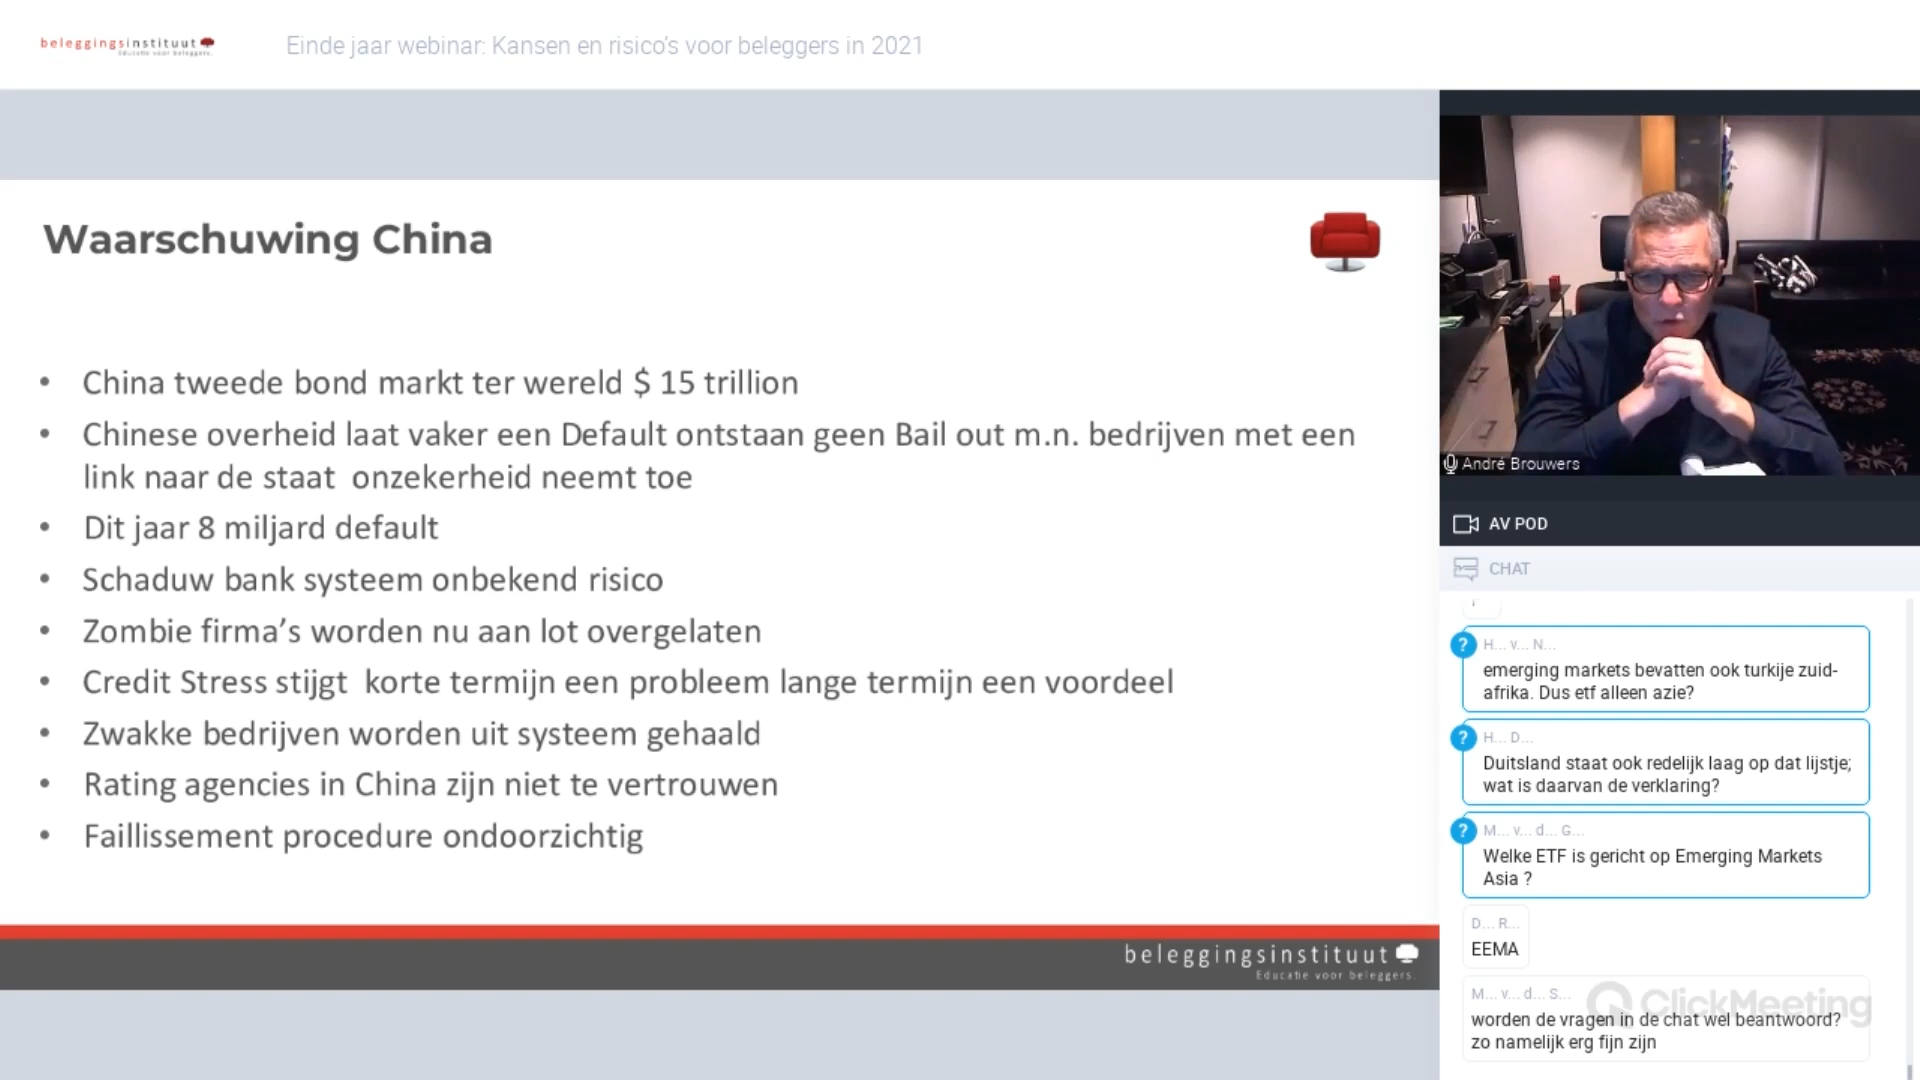 beleggingsinstituut
Educatie voor beleggers.
Einde jaar webinar: Kansen en risico's voor beleggers in 2021
Waarschuwing China
• China tweede bond markt ter wereld $ 15 trillion
• Chinese overheid laat vaker een Default ontstaan geen Bail out m.n. bedrijven met een
link naar de staat onzekerheid neemt toe
• Dit jaar 8 miljard default
• Schaduw bank systeem onbekend risico
• Zombie firma’s worden nu aan lot overgelaten
• Credit Stress stijgt korte termijn een probleem lange termijn een voordeel
• Zwakke bedrijven worden uit systeem gehaald
• Rating agencies in China zijn niet te vertrouwen
• Faillissement procedure ondoorzichtig
beleggingsinstituut
Educatie voor beleggers.
André Brouwers
AV POD
CHAT
? H... v... N...
emerging markets bevatten ook turkije zuid-
afrika. Dus etf alleen azie?
? H... D...
Duitsland staat ook redelijk laag op dat lijstje;
wat is daarvan de verklaring?
? M... v... d... G...
Welke ETF is gericht op Emerging Markets
Asia ?
D... R...
EEMA
M... v... d... S...
ClickMeeting
worden de vragen in de chat wel beantwoord?
zo namelijk erg fijn zijn